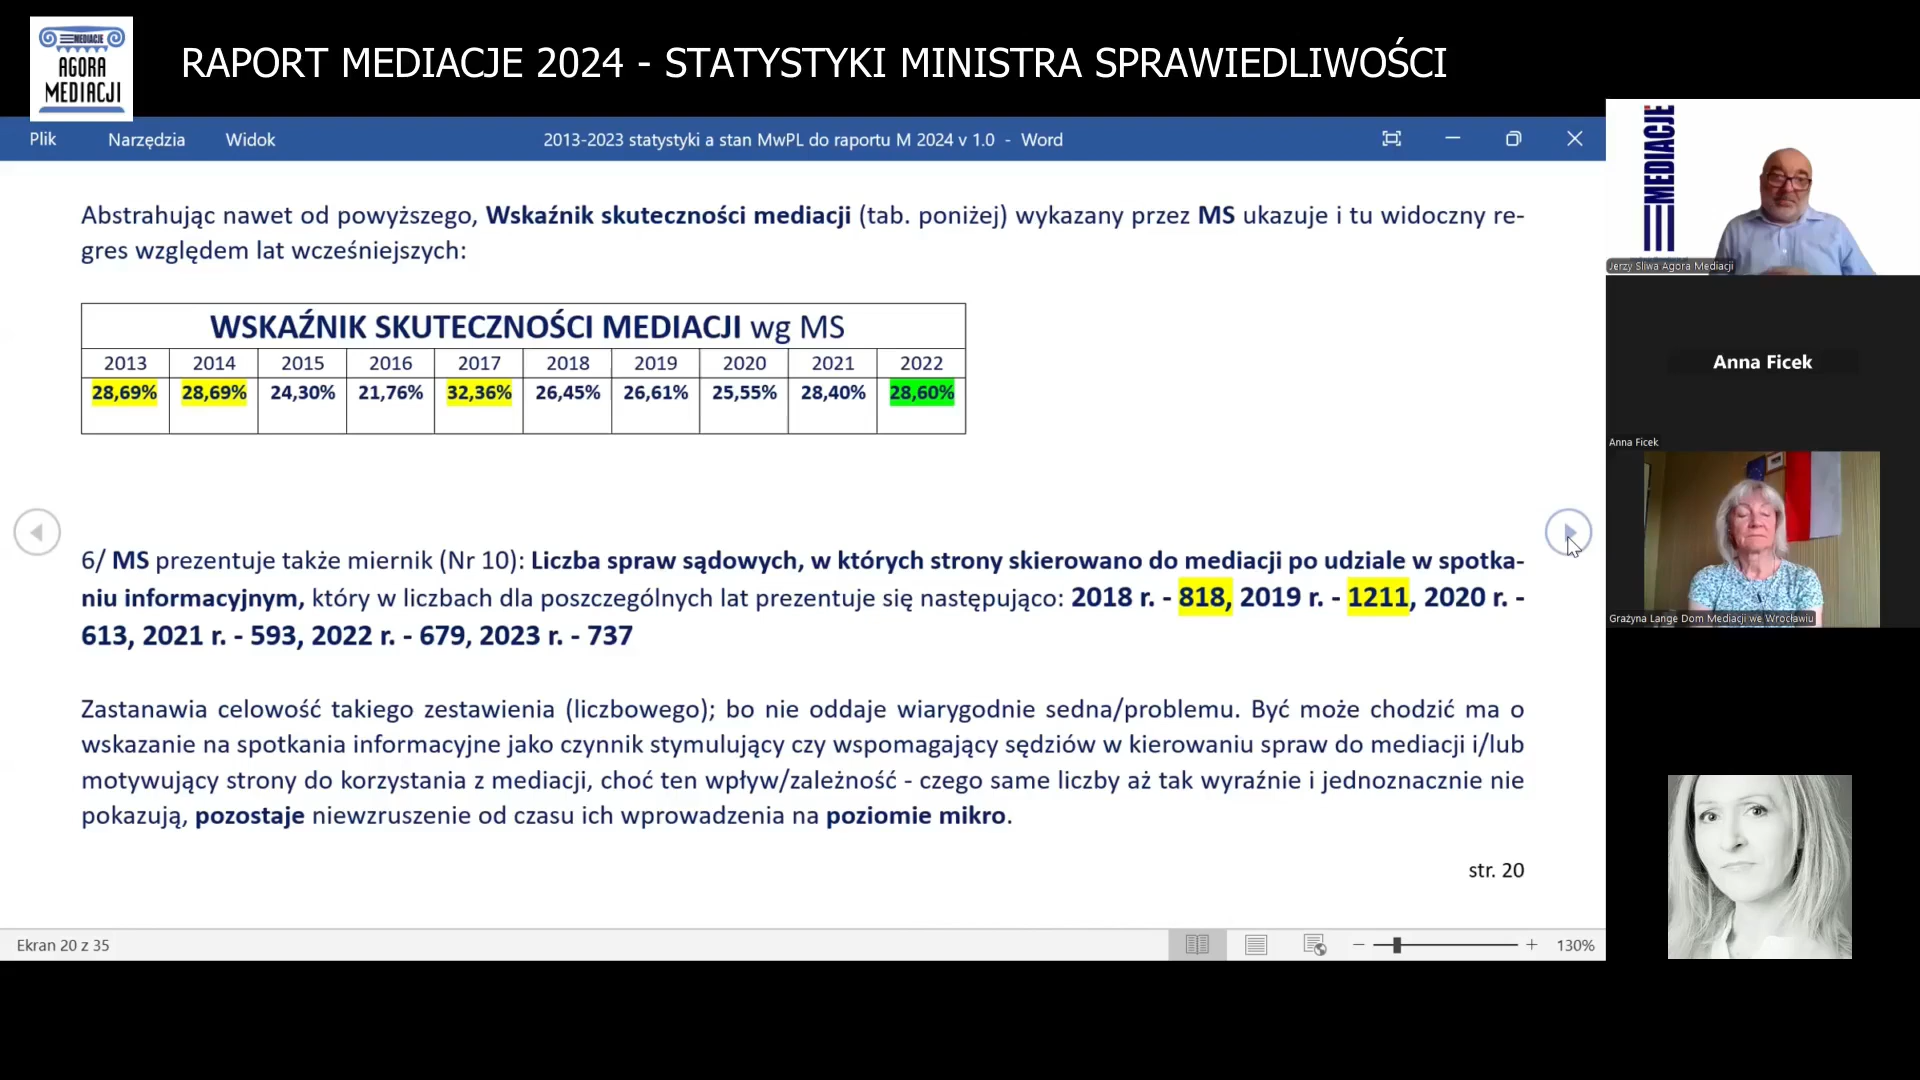 MEDIACJE
AGORA
MEDIACJI
RAPORT MEDIACJE 2024 - STATYSTYKI MINISTRA SPRAWIEDLIWOŚCI
Plik Narzędzia Widok 2013-2023 statystyki a stan MwPL do raportu M 2024 v 1.0 - Word
Abstrahując nawet od powyższego, Wskaźnik skuteczności mediacji (tab. poniżej) wykazany przez MS ukazuje i tu widoczny re-
gres względem lat wcześniejszych:
WSKAŹNIK SKUTECZNOŚCI MEDIACJI wg MS
2013 2014 2015 2016 2017 2018 2019 2020 2021 2022
28,69% 28,69% 24,30% 21,76% 32,36% 26,45% 26,61% 25,55% 28,40% 28,60%
6/ MS prezentuje także miernik (Nr 10): Liczba spraw sądowych, w których strony skierowano do mediacji po udziale w spotka-
niu informacyjnym, który w liczbach dla poszczególnych lat prezentuje się następująco: 2018 r. - 818, 2019 r. - 1211, 2020 r. -
613, 2021 r. - 593, 2022 r. - 679, 2023 r. - 737
Zastanawia celowość takiego zestawienia (liczbowego); bo nie oddaje wiarygodnie sedna/problemu. Być może chodzić ma o
wskazanie na spotkania informacyjne jako czynnik stymulujący czy wspomagający sędziów w kierowaniu spraw do mediacji i/lub
motywujący strony do korzystania z mediacji, choć ten wpływ/zależność - czego same liczby aż tak wyraźnie i jednoznacznie nie
pokazują, pozostaje niewzruszenie od czasu ich wprowadzenia na poziomie mikro.
str. 20
Ekran 20 z 35
130%
MEDIACJE
Jerzy Sliwa Agora Mediacji
Anna Ficek
Anna Ficek
Grażyna Lange Dom Mediacji we Wrocławiu